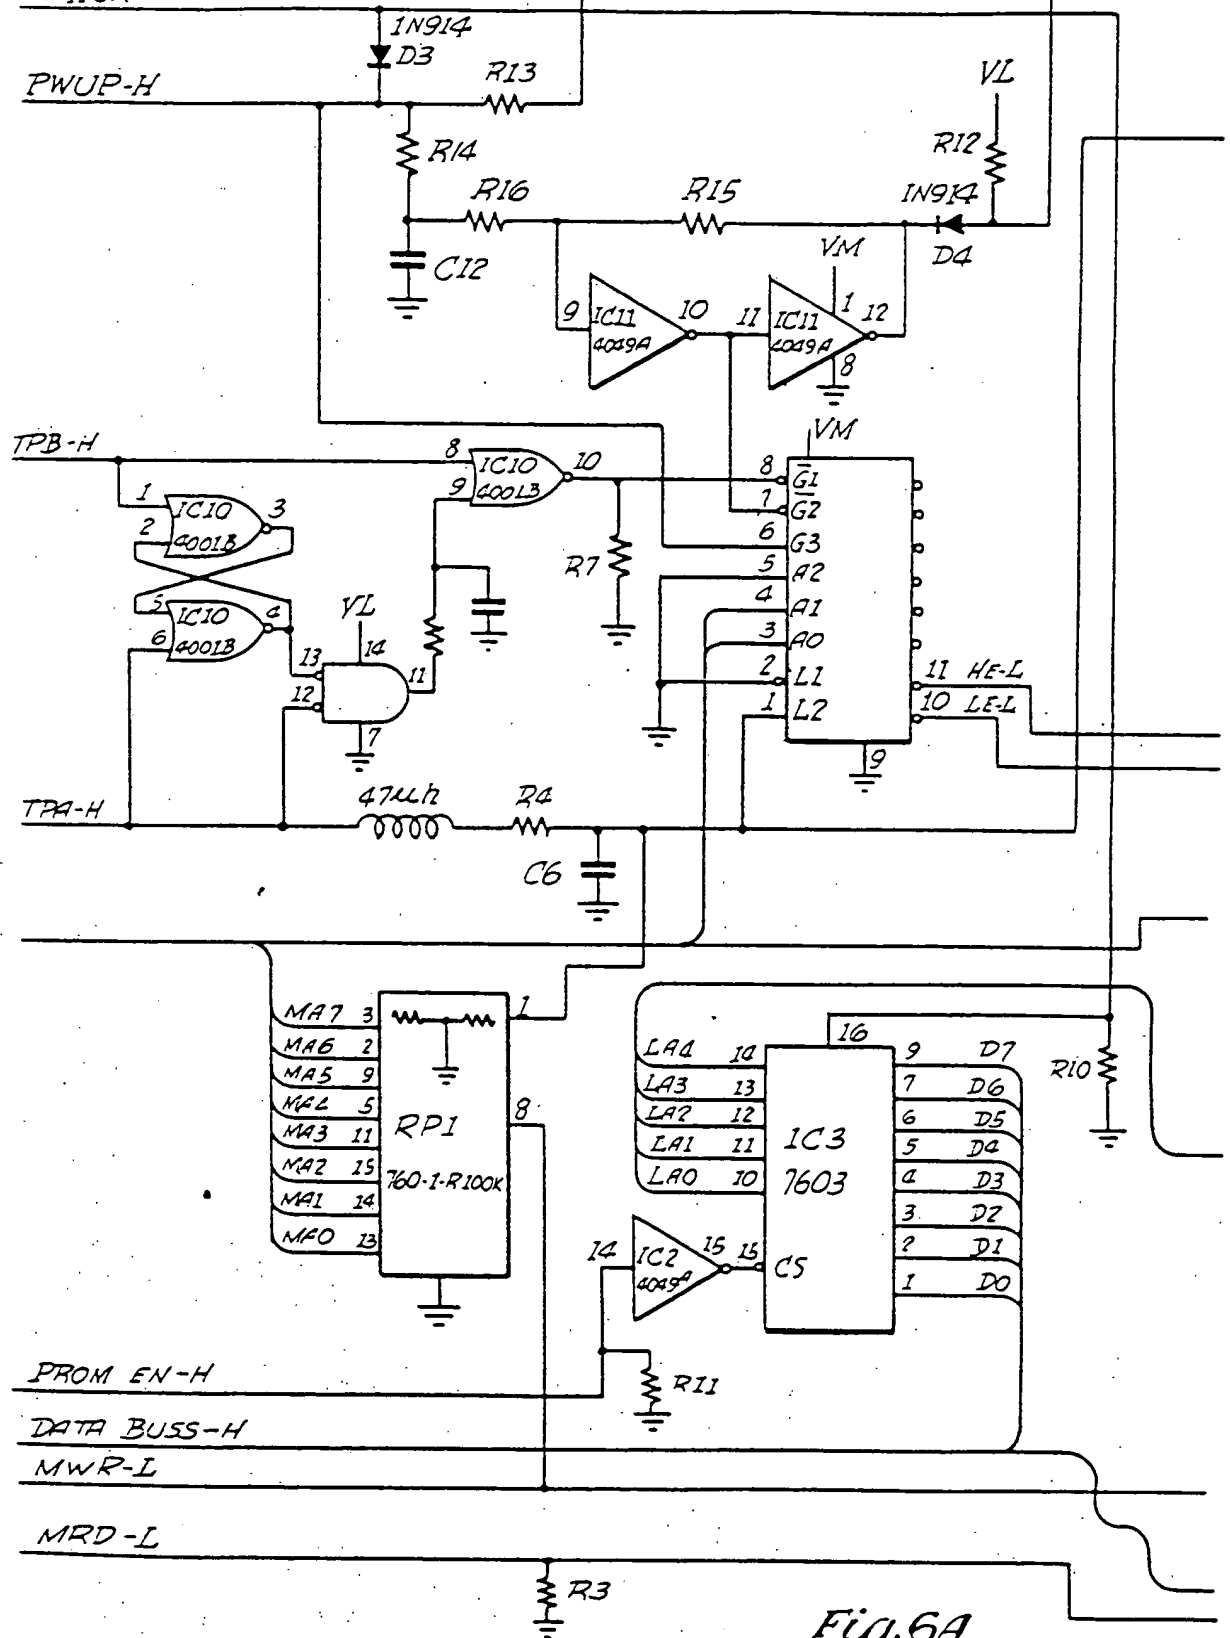 1N914
D3
PWUP-H
R13
VL
R14
R12
R16
R15
1N914
D4
C12
VM
9
IC11
4049A
10
11
IC11
4049A
1
12
8
TPB-H
VM
8
IC10
4001B
10
9
8
G1
7
G2
6
G3
5
A2
4
A1
3
A0
2
L1
1
L2
1
IC10
3
2
4001B
R7
5
IC10
4
6
4001B
VL
14
13
11
12
7
11
HE-L
10
LE-L
9
TPA-H
47μh
R4
C6
MA7 3
MA6 2
MA5 9
5
MA3 11
MA2 15
MA1 14
13
1
8
RP1
760-1-R100K
16
LA4 14
LA3 13
LA2 12
LA1 11
LA0 10
IC3
7603
9 D7
7 D6
6 D5
5 D4
4 D3
3 D2
2 D1
1 D0
R10
14
IC2
4049A
15
15
CS
PROM EN-H
R11
DATA BUSS-H
MWR-L
MRD-L
R3
Fig.6A